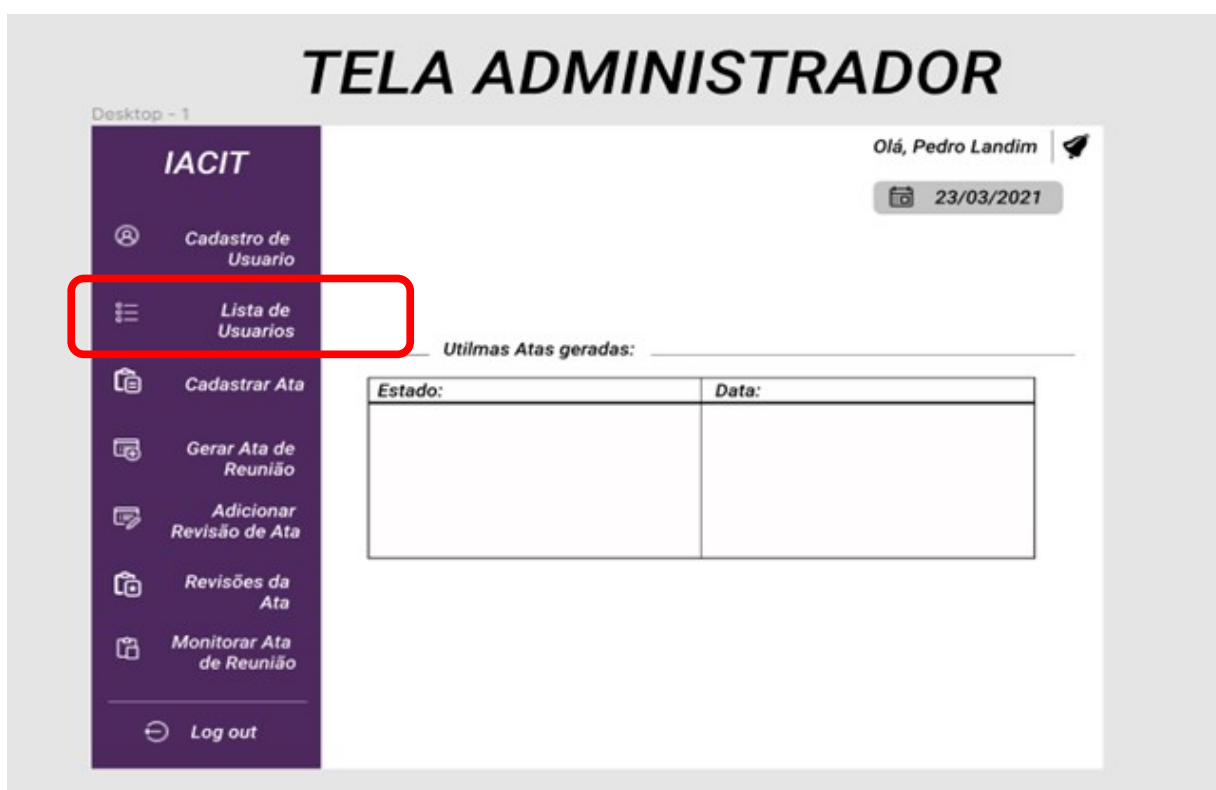 TELA ADMINISTRADOR
Desktop - 1
IACIT
Olá, Pedro Landim
23/03/2021
Cadastro de
Usuario
Lista de
Usuarios
Cadastrar Ata
Gerar Ata de
Reunião
Adicionar
Revisão de Ata
Revisões da
Ata
Monitorar Ata
de Reunião
Log out
Utilmas Atas geradas:
Estado:
Data: